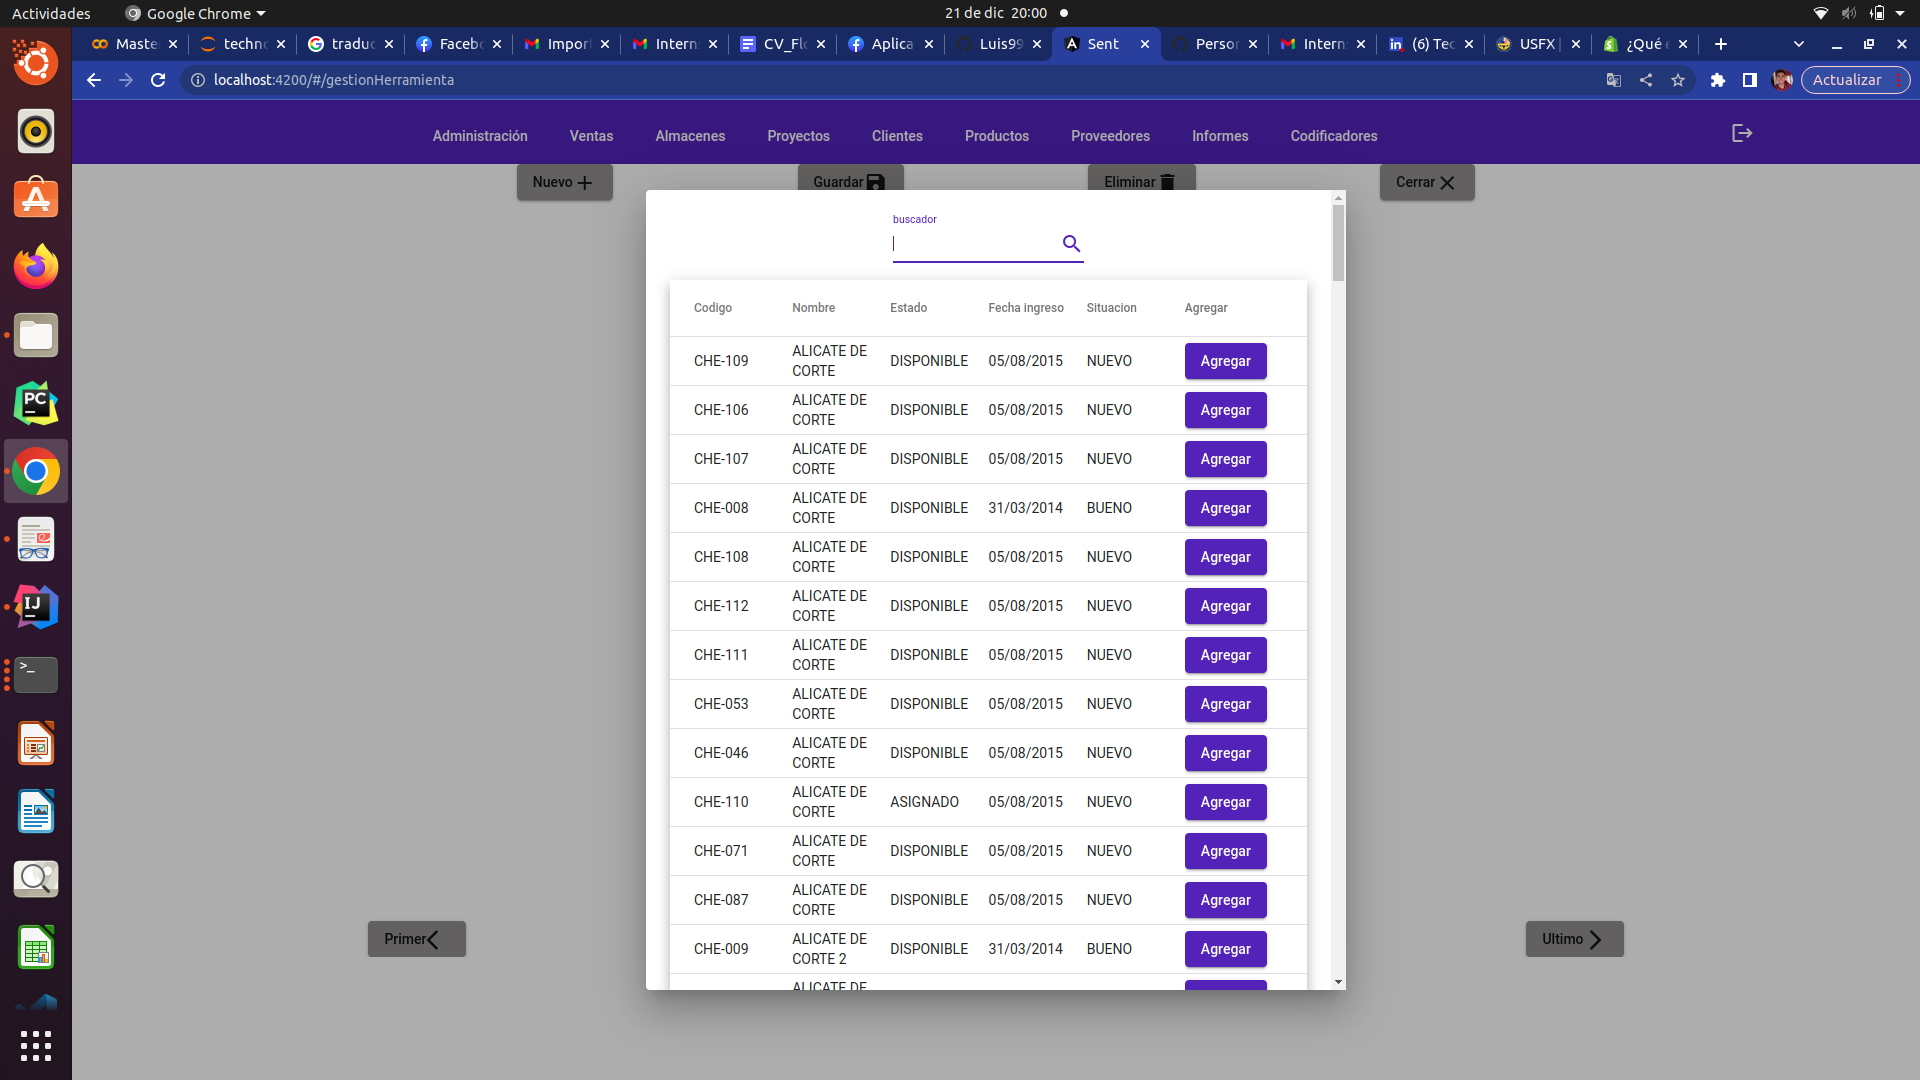 Actividades Google Chrome 21 de dic 20:00
Maste techno traduc Faceb Impor Intern CV_Flo Aplica Luis99 Sent Person Intern (6) Tec USFX ¿Qué
localhost:4200/#/gestionHerramienta Actualizar
Administración Ventas Almacenes Proyectos Clientes Productos Proveedores Informes Codificadores
Nuevo Guardar Eliminar Cerrar
buscador
Codigo Nombre Estado Fecha ingreso Situacion Agregar
CHE-109 ALICATE DE CORTE DISPONIBLE 05/08/2015 NUEVO Agregar
CHE-106 ALICATE DE CORTE DISPONIBLE 05/08/2015 NUEVO Agregar
CHE-107 ALICATE DE CORTE DISPONIBLE 05/08/2015 NUEVO Agregar
CHE-008 ALICATE DE CORTE DISPONIBLE 31/03/2014 BUENO Agregar
CHE-108 ALICATE DE CORTE DISPONIBLE 05/08/2015 NUEVO Agregar
CHE-112 ALICATE DE CORTE DISPONIBLE 05/08/2015 NUEVO Agregar
CHE-111 ALICATE DE CORTE DISPONIBLE 05/08/2015 NUEVO Agregar
CHE-053 ALICATE DE CORTE DISPONIBLE 05/08/2015 NUEVO Agregar
CHE-046 ALICATE DE CORTE DISPONIBLE 05/08/2015 NUEVO Agregar
CHE-110 ALICATE DE CORTE ASIGNADO 05/08/2015 NUEVO Agregar
CHE-071 ALICATE DE CORTE DISPONIBLE 05/08/2015 NUEVO Agregar
CHE-087 ALICATE DE CORTE DISPONIBLE 05/08/2015 NUEVO Agregar
CHE-009 ALICATE DE CORTE 2 DISPONIBLE 31/03/2014 BUENO Agregar
ALICATE DE
Primer Ultimo